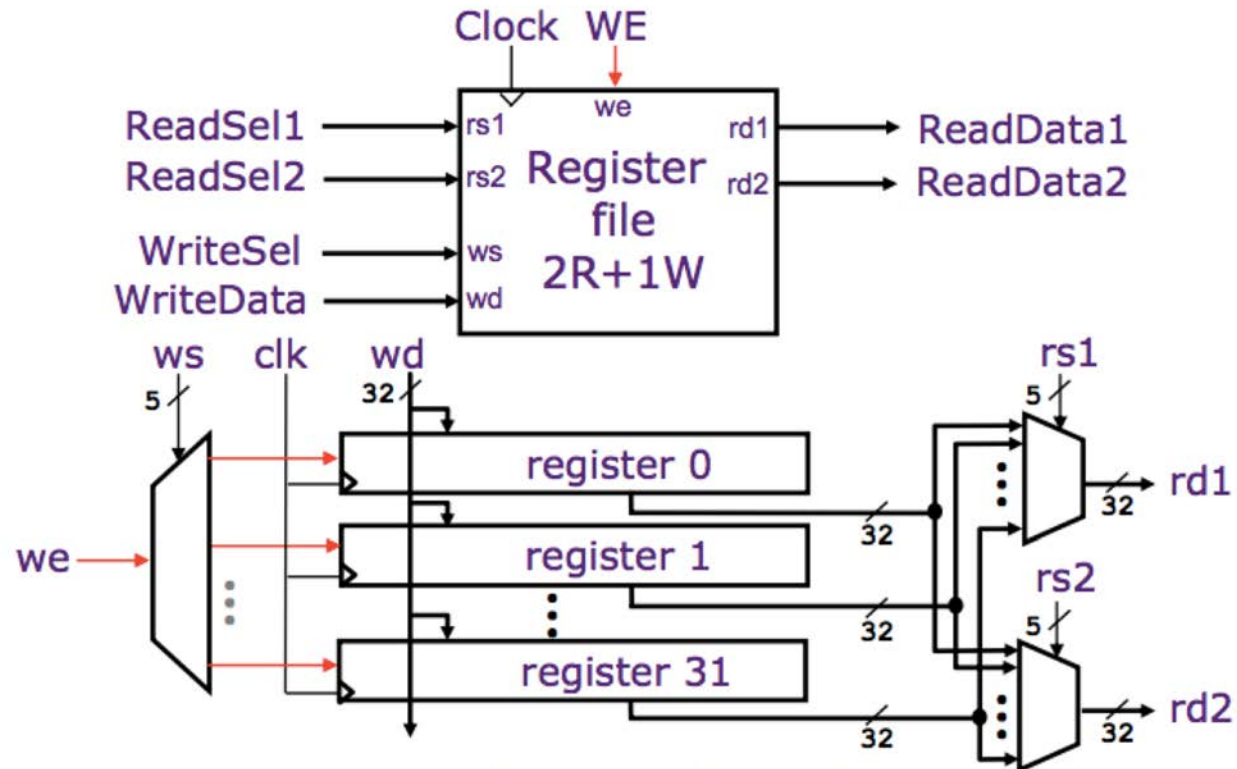 Clock WE
ReadSel1
ReadSel2
WriteSel
WriteData
we
rs1
rs2
ws
wd
Register
file
2R+1W
rd1
rd2
ReadData1
ReadData2
ws clk wd rs1
5 32 5
register 0
rd1
32
32
register 1
we
rs2
32
5
register 31
rd2
32
32